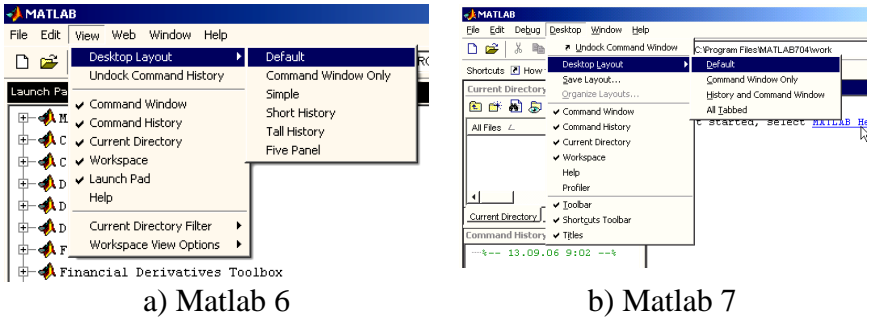 MATLAB
File Edit View Web Window Help
Desktop Layout
Undock Command History
Command Window
Command History
Current Directory
Workspace
Launch Pad
Help
Current Directory Filter
Workspace View Options
Default
Command Window Only
Simple
Short History
Tall History
Five Panel
Launch Pa
M
C
C
D
D
D
F
Financial Derivatives Toolbox
a) Matlab 6
MATLAB
File Edit Debug Desktop Window Help
Undock Command Window
C:\Program Files\MATLAB704\work
Shortcuts How
Desktop Layout
Save Layout...
Organize Layouts...
Command Window
Command History
Current Directory
Workspace
Help
Profiler
Toolbar
Shortcuts Toolbar
Titles
Default
Command Window Only
History and Command Window
All Tabbed
t started, select MATLAB He
Current Directory
All Files
Current Directory
Command History
%-- 13.09.06 9:02 --%
b) Matlab 7